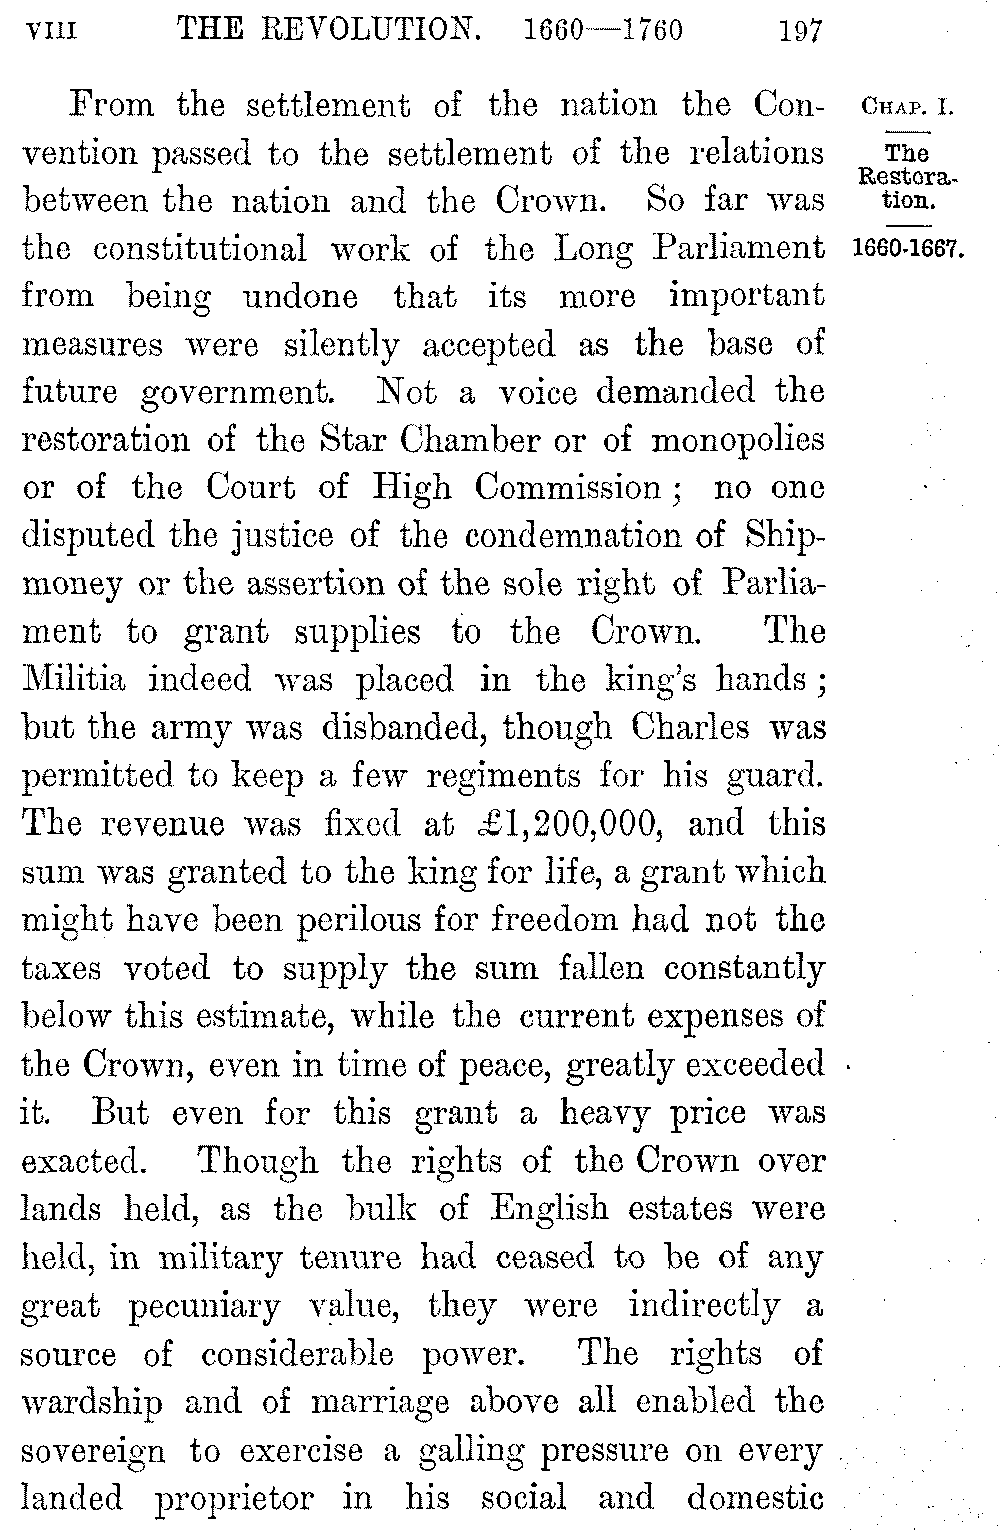 VIII THE REVOLUTION. 1660—1760 197
From the settlement of the nation the Con-
vention passed to the settlement of the relations
between the nation and the Crown. So far was
the constitutional work of the Long Parliament
from being undone that its more important
measures were silently accepted as the base of
future government. Not a voice demanded the
restoration of the Star Chamber or of monopolies
or of the Court of High Commission ; no one
disputed the justice of the condemnation of Ship-
money or the assertion of the sole right of Parlia-
ment to grant supplies to the Crown. The
Militia indeed was placed in the king's hands ;
but the army was disbanded, though Charles was
permitted to keep a few regiments for his guard.
The revenue was fixed at £1,200,000, and this
sum was granted to the king for life, a grant which
might have been perilous for freedom had not the
taxes voted to supply the sum fallen constantly
below this estimate, while the current expenses of
the Crown, even in time of peace, greatly exceeded
it. But even for this grant a heavy price was
exacted. Though the rights of the Crown over
lands held, as the bulk of English estates were
held, in military tenure had ceased to be of any
great pecuniary value, they were indirectly a
source of considerable power. The rights of
wardship and of marriage above all enabled the
sovereign to exercise a galling pressure on every
landed proprietor in his social and domestic
CHAP. I.
The
Restora-
tion.
1660-1667.